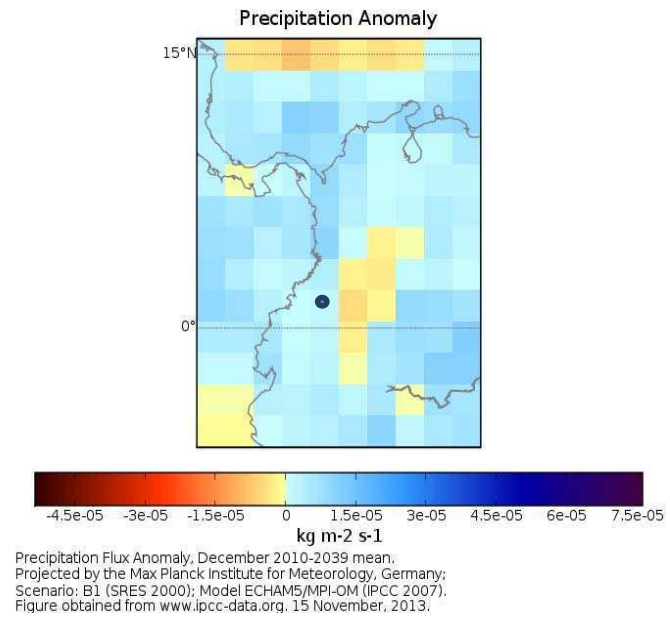 Precipitation Anomaly
15°N
0°
-4.5e-05 -3e-05 -1.5e-05 0 1.5e-05 3e-05 4.5e-05 6e-05 7.5e-05
kg m-2 s-1
Precipitation Flux Anomaly, December 2010-2039 mean.
Projected by the Max Planck Institute for Meteorology, Germany;
Scenario: B1 (SRES 2000); Model ECHAM5/MPI-OM (IPCC 2007).
Figure obtained from www.ipcc-data.org. 15 November, 2013.